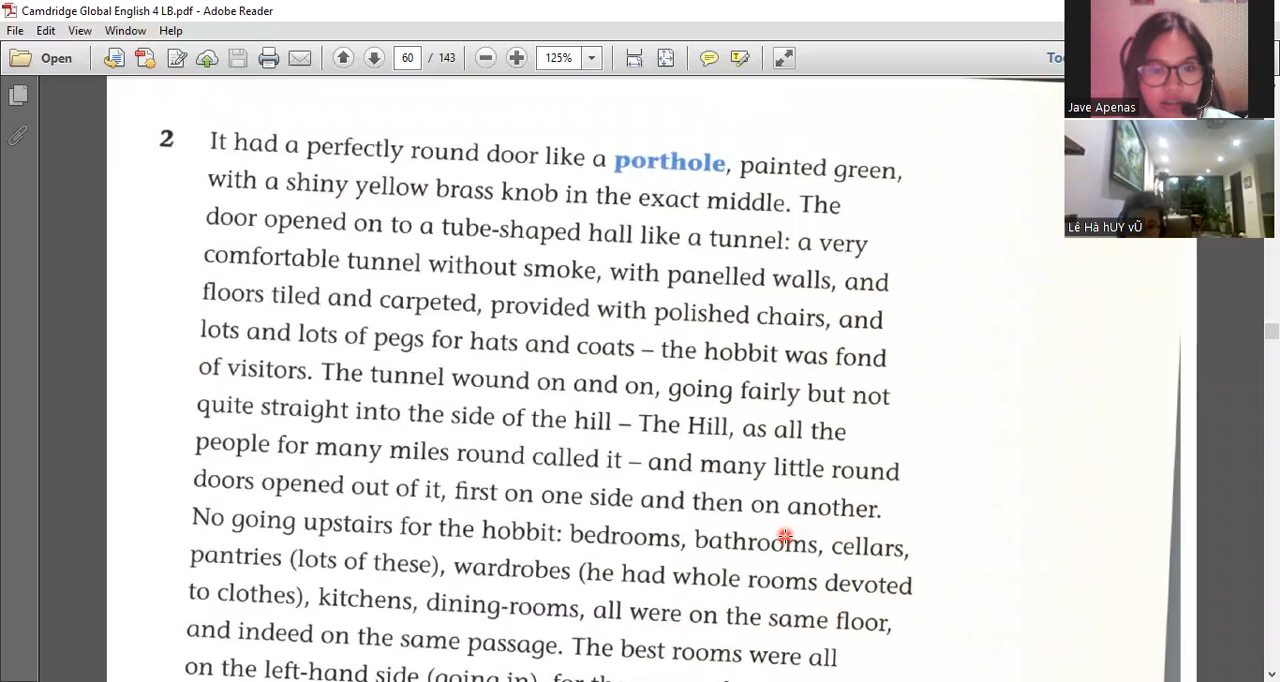 Camdridge Global English 4 LB.pdf - Adobe Reader
File Edit View Window Help
Open 60 / 143 125%
Jave Apenas
Lê Hà hUY vŨ
2 It had a perfectly round door like a porthole, painted green,
with a shiny yellow brass knob in the exact middle. The
door opened on to a tube-shaped hall like a tunnel: a very
comfortable tunnel without smoke, with panelled walls, and
floors tiled and carpeted, provided with polished chairs, and
lots and lots of pegs for hats and coats – the hobbit was fond
of visitors. The tunnel wound on and on, going fairly but not
quite straight into the side of the hill – The Hill, as all the
people for many miles round called it – and many little round
doors opened out of it, first on one side and then on another.
No going upstairs for the hobbit: bedrooms, bathrooms, cellars,
pantries (lots of these), wardrobes (he had whole rooms devoted
to clothes), kitchens, dining-rooms, all were on the same floor,
and indeed on the same passage. The best rooms were all
on the left-hand side (going in), for